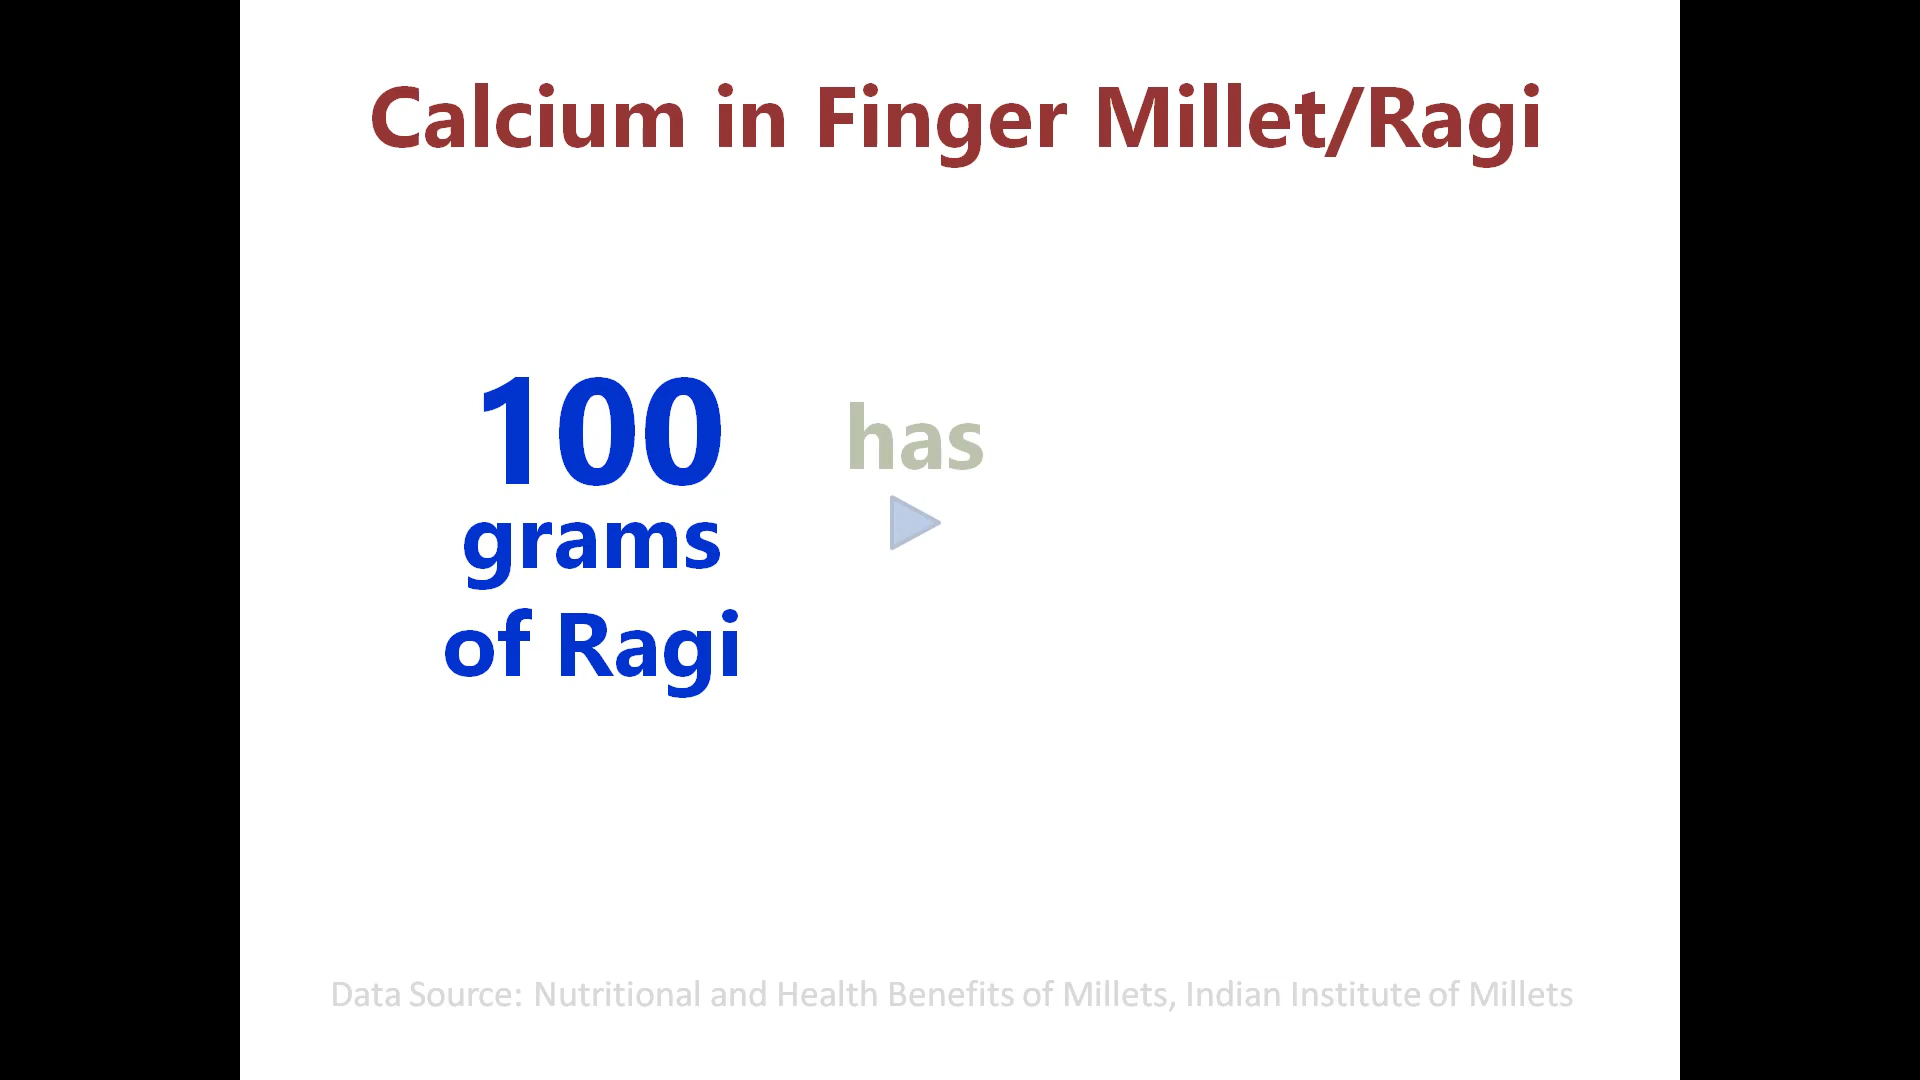 Calcium in Finger Millet/Ragi
100
grams
of Ragi
has
Data Source: Nutritional and Health Benefits of Millets, Indian Institute of Millets